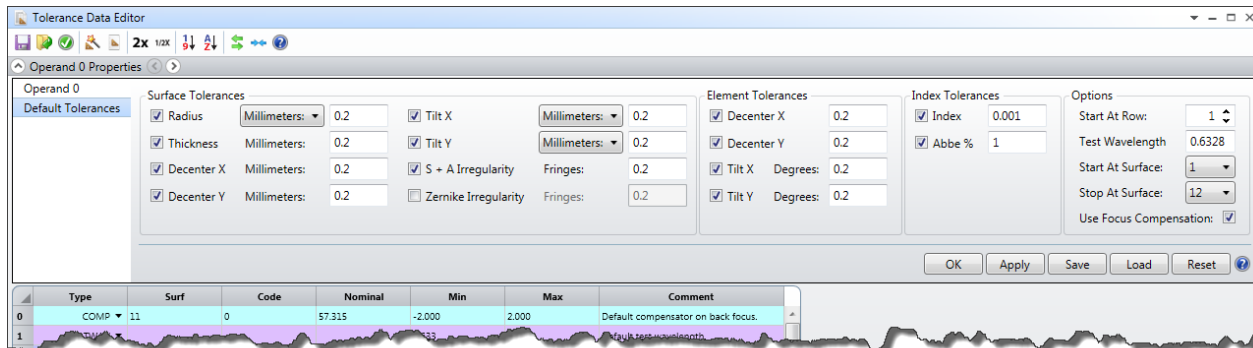 Tolerance Data Editor
2x 1/2X
Operand 0 Properties
Operand 0
Default Tolerances
Surface Tolerances
Radius Millimeters: 0.2 Tilt X Millimeters: 0.2
Thickness Millimeters: 0.2 Tilt Y Millimeters: 0.2
Decenter X Millimeters: 0.2 S + A Irregularity Fringes: 0.2
Decenter Y Millimeters: 0.2 Zernike Irregularity Fringes: 0.2
Element Tolerances
Decenter X 0.2
Decenter Y 0.2
Tilt X Degrees: 0.2
Tilt Y Degrees: 0.2
Index Tolerances
Index 0.001
Abbe % 1
Options
Start At Row: 1
Test Wavelength 0.6328
Start At Surface: 1
Stop At Surface: 12
Use Focus Compensation:
OK Apply Save Load Reset
Type Surf Code Nominal Min Max Comment
0 COMP 11 0 57.315 -2.000 2.000 Default compensator on back focus.
1 Default test wavelength